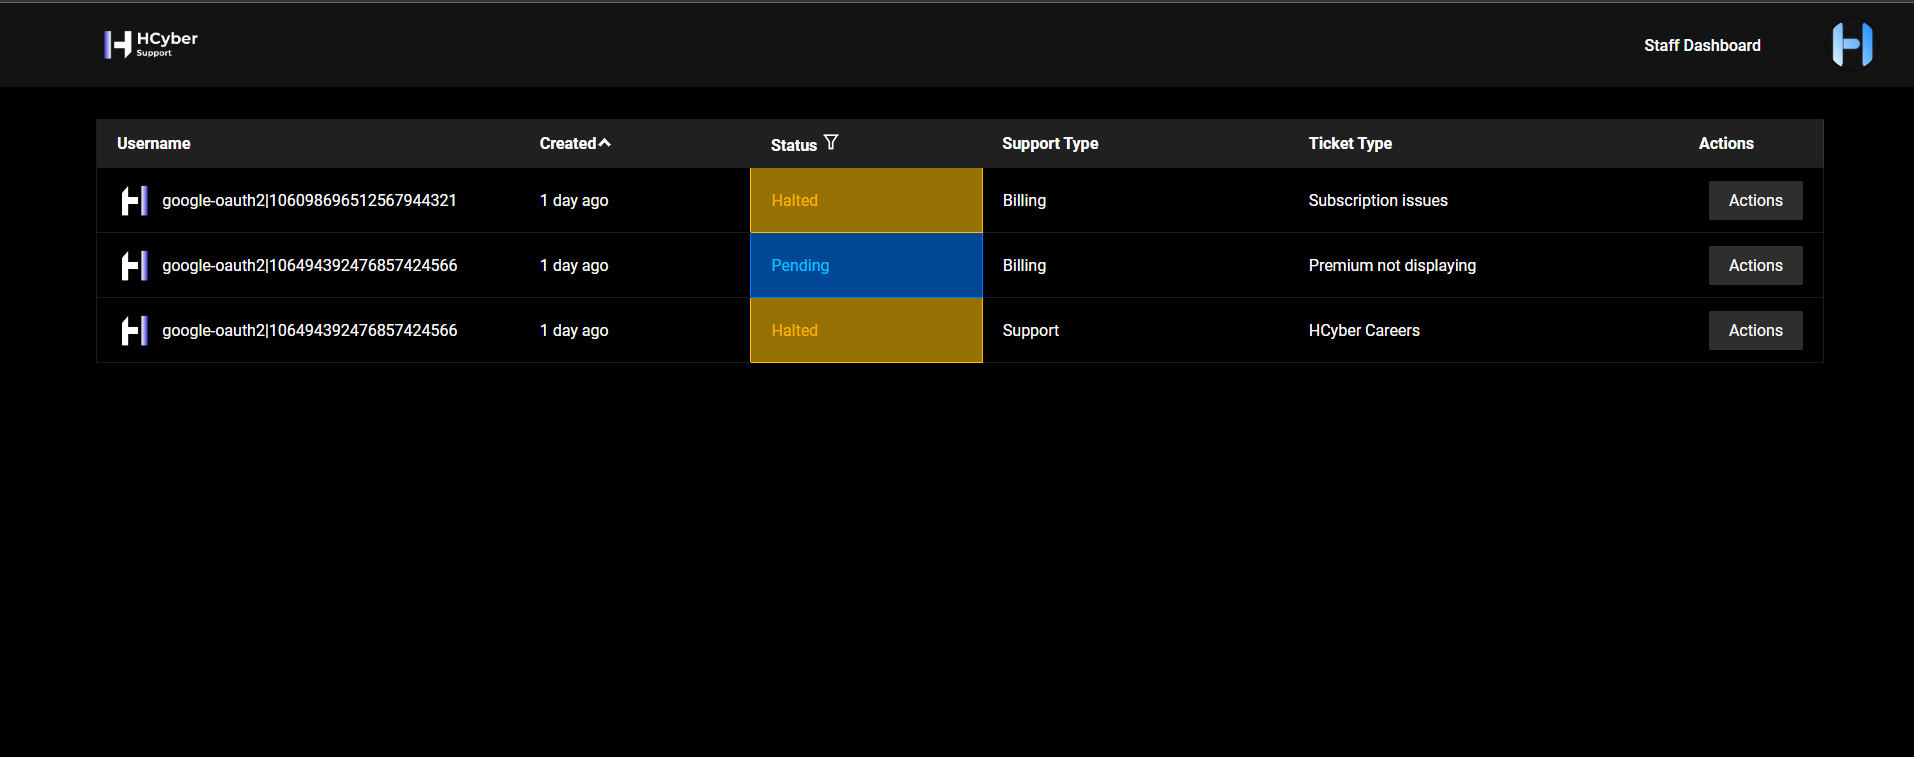 HCyber
Support
Staff Dashboard
Username Created Status Support Type Ticket Type Actions
google-oauth2|106098696512567944321 1 day ago Halted Billing Subscription issues Actions
google-oauth2|106494392476857424566 1 day ago Pending Billing Premium not displaying Actions
google-oauth2|106494392476857424566 1 day ago Halted Support HCyber Careers Actions